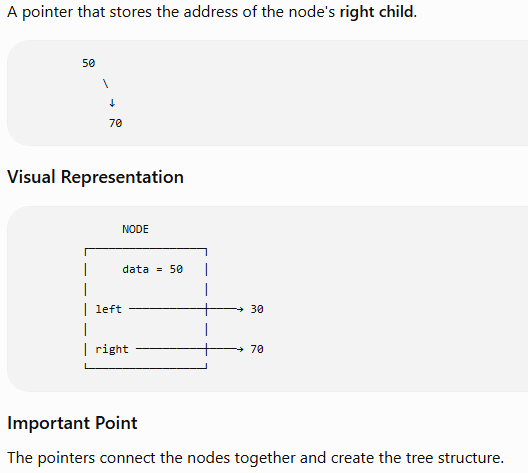 A pointer that stores the address of the node's right child.
50
\
↓
70
Visual Representation
NODE
┌─────────────────┐
│     data = 50   │
│                 │
│ left ───────────┼────→ 30
│                 │
│ right ──────────┼────→ 70
└─────────────────┘
Important Point
The pointers connect the nodes together and create the tree structure.